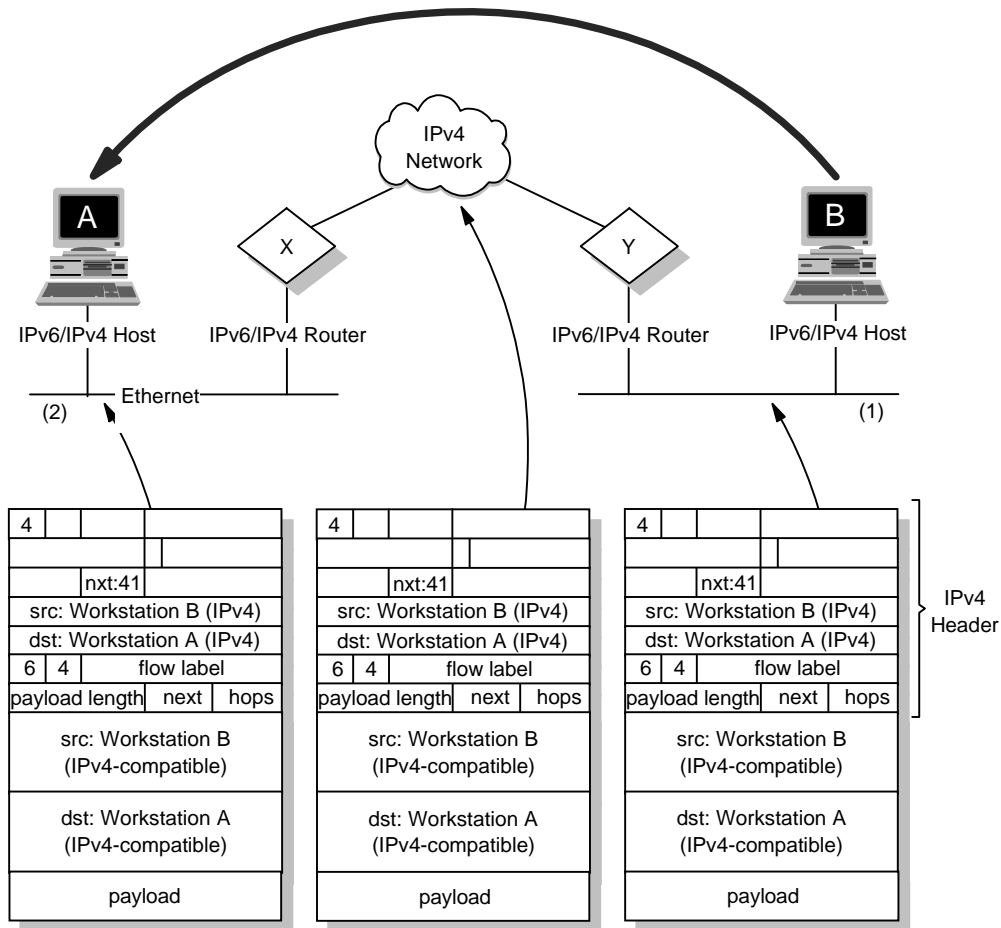 IPv4
Network
A
B
X
Y
IPv6/IPv4 Host
IPv6/IPv4 Router
IPv6/IPv4 Router
IPv6/IPv4 Host
Ethernet
(2)
(1)
4
nxt:41
src: Workstation B (IPv4)
dst: Workstation A (IPv4)
6 4 flow label
payload length next hops
src: Workstation B
(IPv4-compatible)
dst: Workstation A
(IPv4-compatible)
payload
4
nxt:41
src: Workstation B (IPv4)
dst: Workstation A (IPv4)
6 4 flow label
payload length next hops
src: Workstation B
(IPv4-compatible)
dst: Workstation A
(IPv4-compatible)
payload
4
nxt:41
src: Workstation B (IPv4)
dst: Workstation A (IPv4)
6 4 flow label
payload length next hops
src: Workstation B
(IPv4-compatible)
dst: Workstation A
(IPv4-compatible)
payload
IPv4
Header